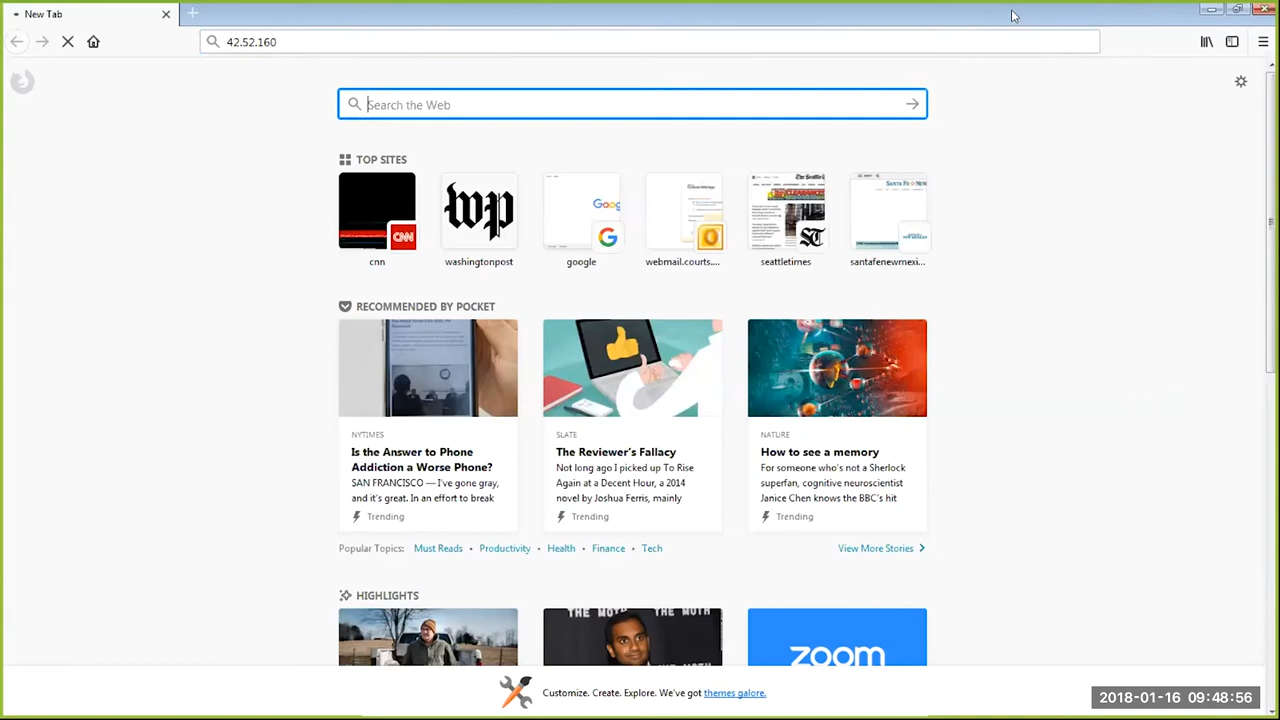 New Tab
42.52.160
Search the Web
TOP SITES
CNN
wp
Goog
G
cnn
washingtonpost
google
webmail.courts....
seattletimes
santafenewmexi...
RECOMMENDED BY POCKET
NYTIMES
Is the Answer to Phone
Addiction a Worse Phone?
SAN FRANCISCO — I've gone gray,
and it's great. In an effort to break
Trending
SLATE
The Reviewer's Fallacy
Not long ago I picked up To Rise
Again at a Decent Hour, a 2014
novel by Joshua Ferris, mainly
Trending
NATURE
How to see a memory
For someone who's not a Sherlock
superfan, cognitive neuroscientist
Janice Chen knows the BBC's hit
Trending
Popular Topics: Must Reads • Productivity • Health • Finance • Tech
View More Stories
HIGHLIGHTS
THE MOTH
zoom
Customize. Create. Explore. We've got themes galore.
2018-01-16 09:48:56